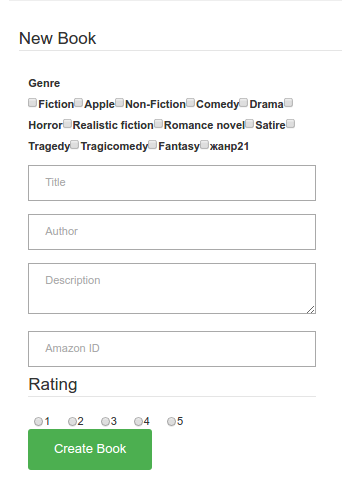 New Book
Genre
Fiction Apple Non-Fiction Comedy Drama
Horror Realistic fiction Romance novel Satire
Tragedy Tragicomedy Fantasy жанр21
Title
Author
Description
Amazon ID
Rating
1 2 3 4 5
Create Book